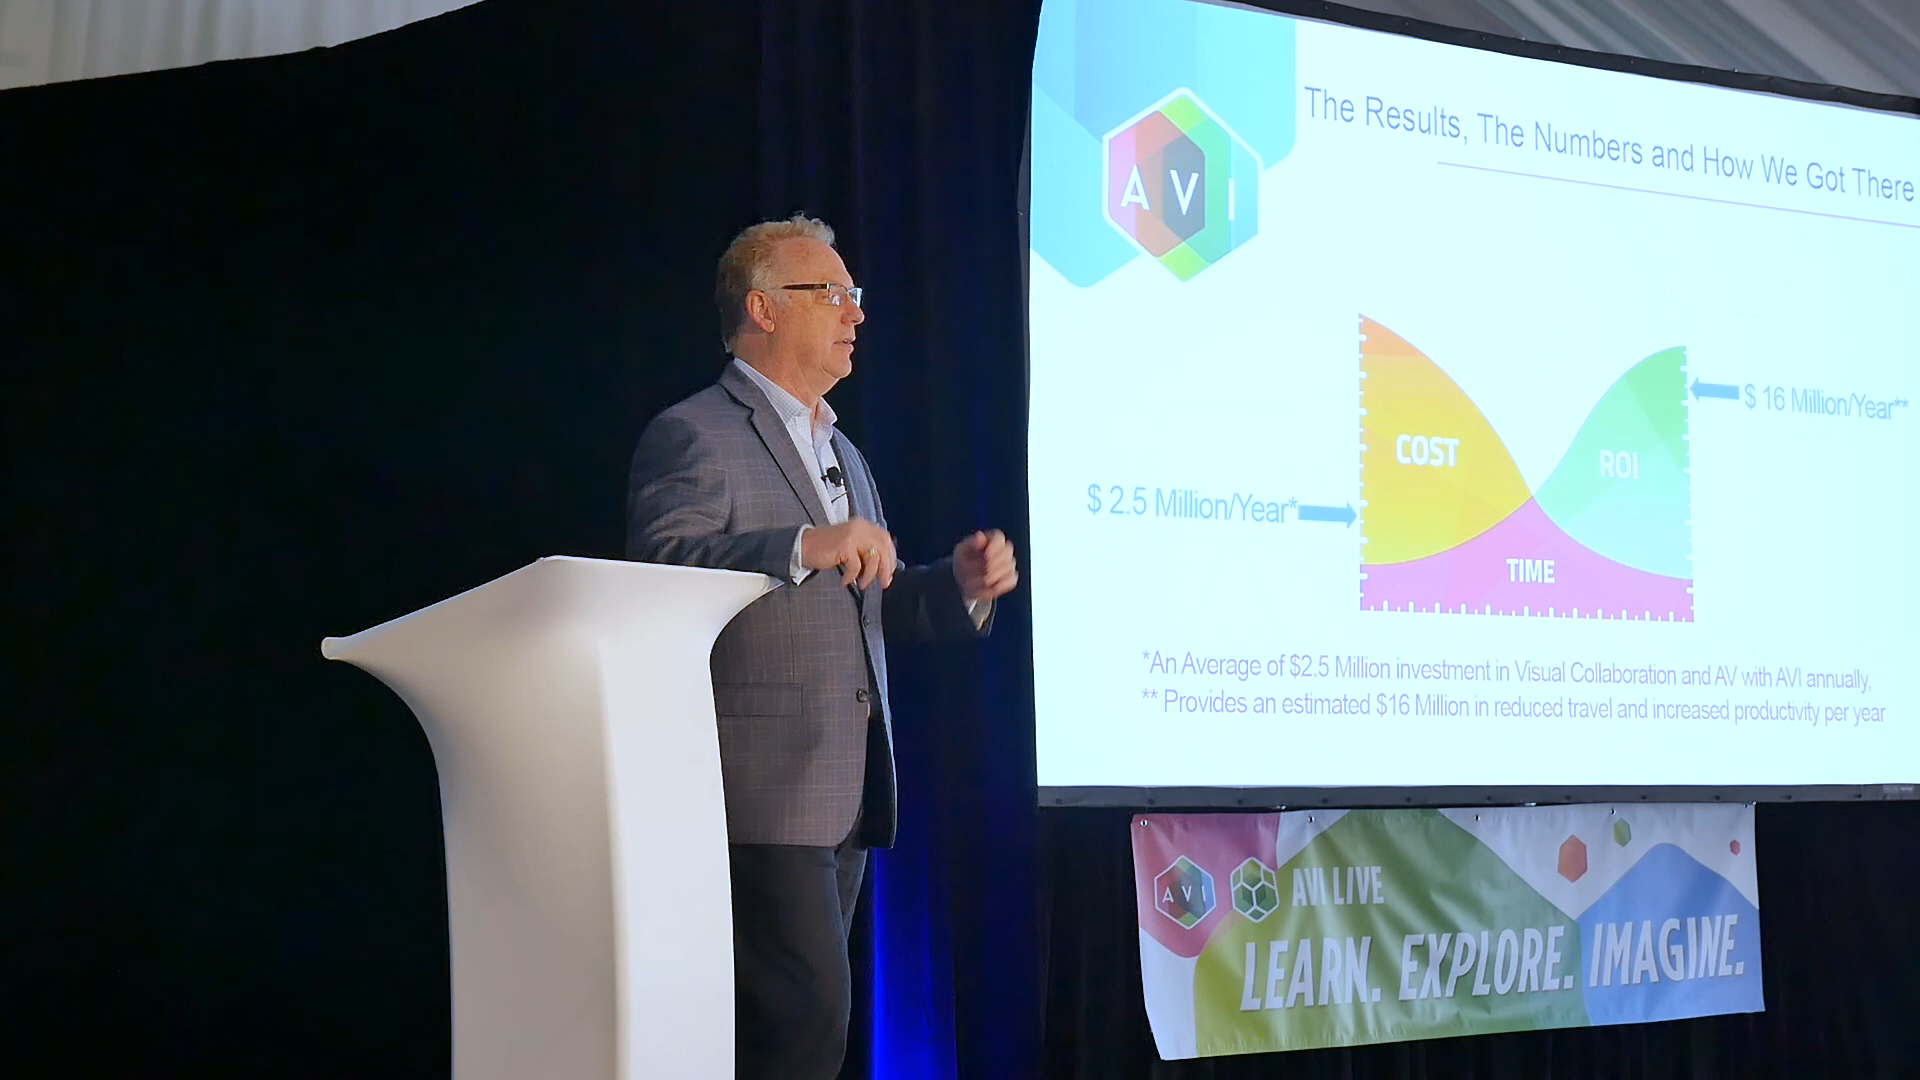 The Results, The Numbers and How We Got There
AVI
$ 16 Million/Year**
COST
ROI
$ 2.5 Million/Year*
TIME
*An Average of $2.5 Million investment in Visual Collaboration and AV with AVI annually,
** Provides an estimated $16 Million in reduced travel and increased productivity per year
AVI
AVI LIVE
LEARN. EXPLORE. IMAGINE.